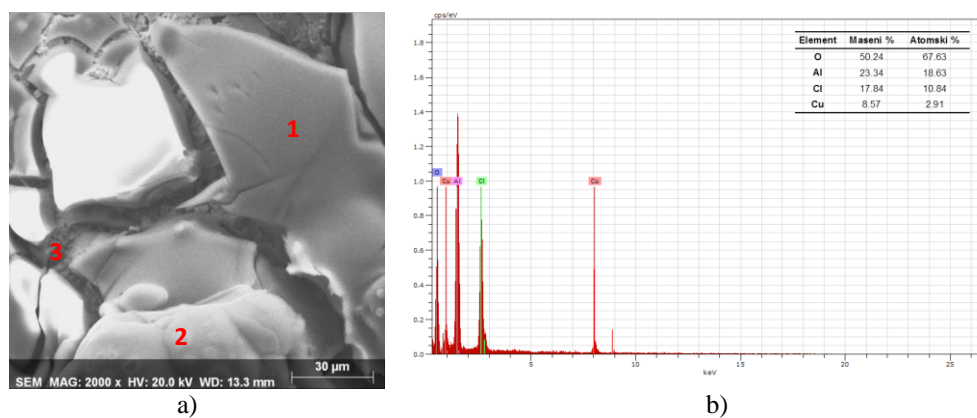 1
3
2
30 µm
SEM MAG: 2000 x HV: 20.0 kV WD: 13.3 mm
a)
cps/eV
1.8
1.6
1.4
1.2
1.0
0.8
0.6
0.4
0.2
0.0
O
Cu
Al
Cl
Cu
5
10
15
20
25
keV
Element Maseni % Atomski %
O 50.24 67.63
Al 23.34 18.63
Cl 17.84 10.84
Cu 8.57 2.91
b)